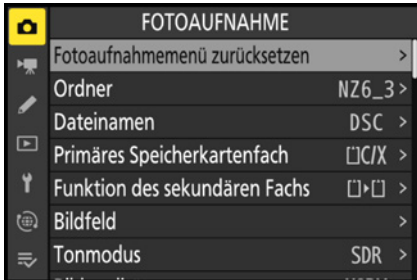 FOTOAUFNAHME
Fotoaufnahmemenü zurücksetzen >
Ordner NZ6_3 >
Dateinamen DSC >
Primäres Speicherkartenfach C/X >
Funktion des sekundären Fachs >
Bildfeld >
Tonmodus SDR >